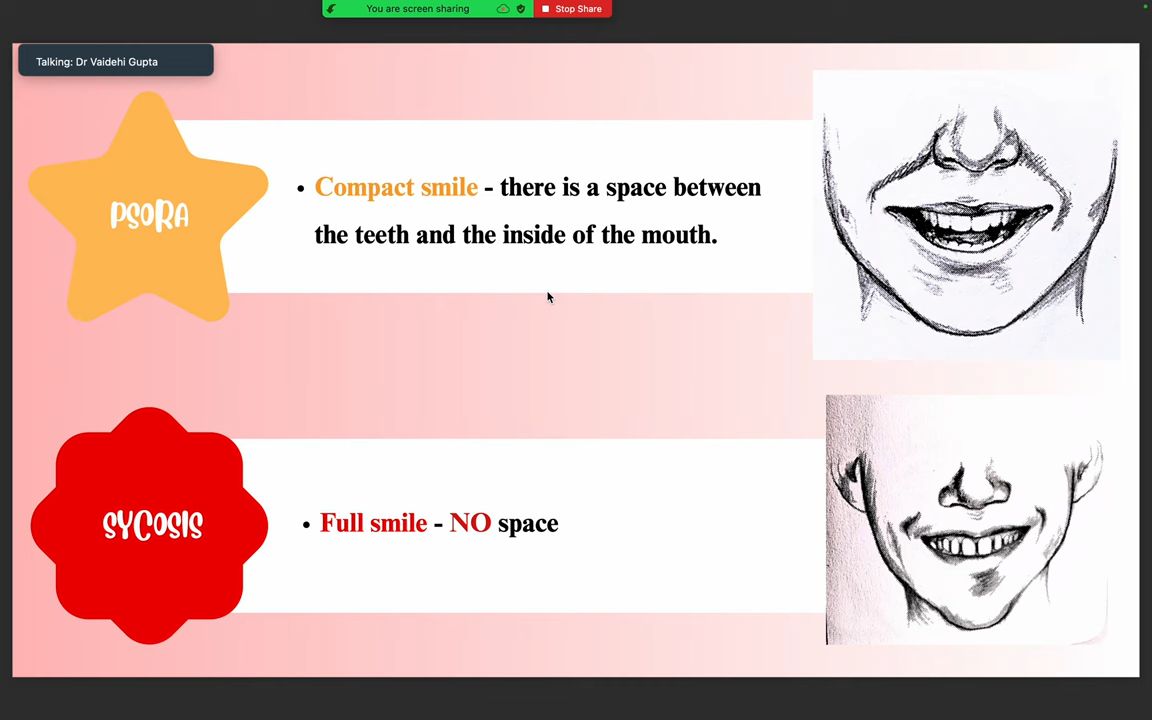 You are screen sharing
Stop Share
Talking: Dr Vaidehi Gupta
PSORA
• Compact smile - there is a space between
the teeth and the inside of the mouth.
SYCOSIS
• Full smile - NO space